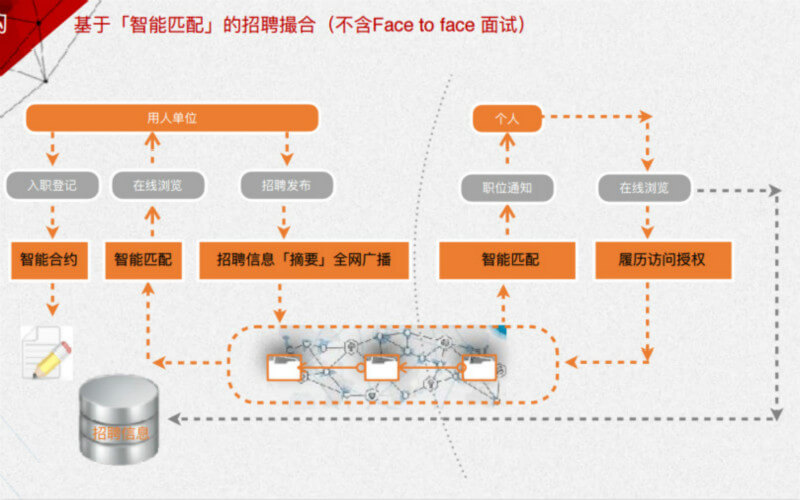 构
基于「智能匹配」的招聘撮合（不含Face to face 面试）
用人单位
个人
入职登记
在线浏览
招聘发布
职位通知
在线浏览
智能合约
智能匹配
招聘信息「摘要」全网广播
智能匹配
履历访问授权
招聘信息